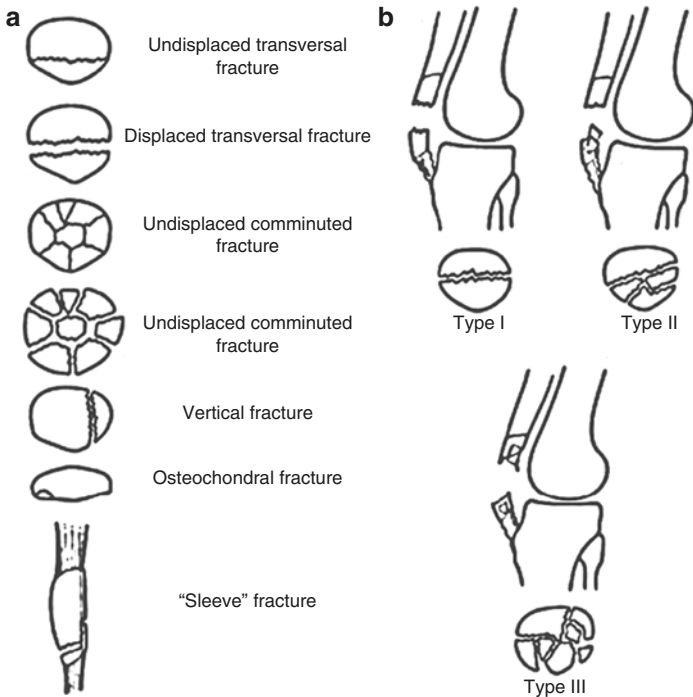 a
Undisplaced transversal
fracture
Displaced transversal fracture
Undisplaced comminuted
fracture
Undisplaced comminuted
fracture
Vertical fracture
Osteochondral fracture
“Sleeve” fracture
b
Type I
Type II
Type III